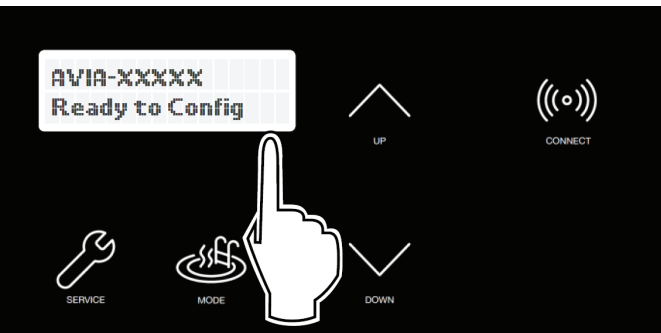 AVIA-XXXXX
Ready to Config
UP
CONNECT
SERVICE
MODE
DOWN